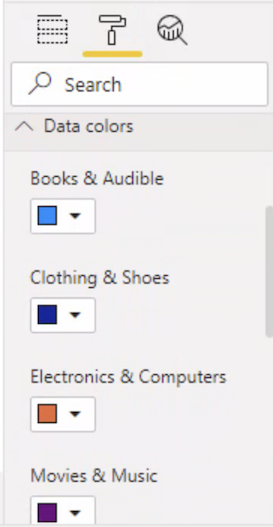 Search
Data colors
Books & Audible
Clothing & Shoes
Electronics & Computers
Movies & Music